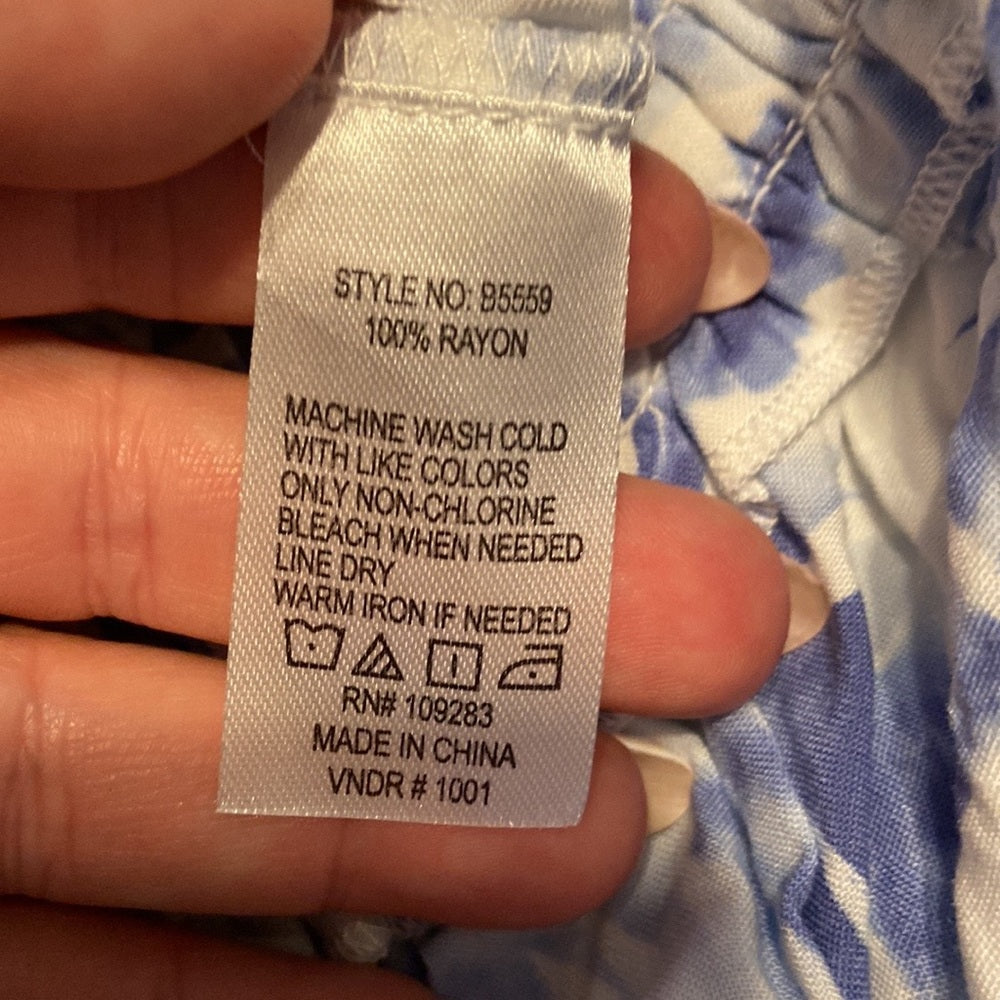 STYLE NO: B5559
100% RAYON
MACHINE WASH COLD
WITH LIKE COLORS
ONLY NON-CHLORINE
BLEACH WHEN NEEDED
LINE DRY
WARM IRON IF NEEDED
RN# 109283
MADE IN CHINA
VNDR # 1001